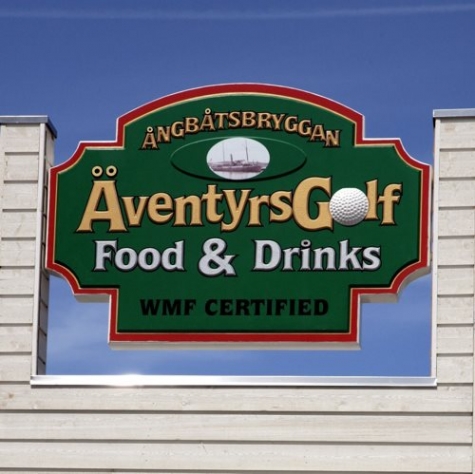 ÅNGBÅTSBRYGGAN
ÄventyrsGolf
Food & Drinks
WMF CERTIFIED